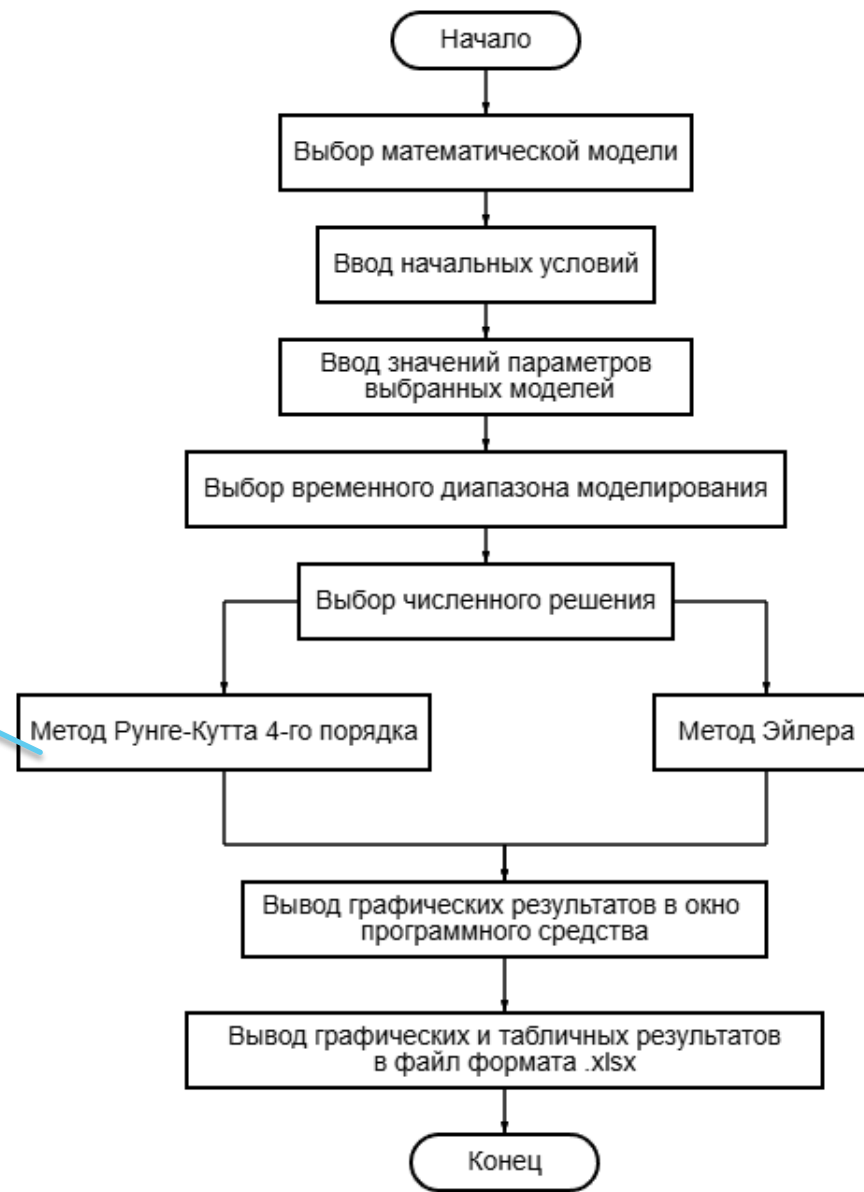 Начало
Выбор математической модели
Ввод начальных условий
Ввод значений параметров
выбранных моделей
Выбор временного диапазона моделирования
Выбор численного решения
Метод Рунге-Кутта 4-го порядка
Метод Эйлера
Вывод графических результатов в окно
программного средства
Вывод графических и табличных результатов
в файл формата .xlsx
Конец